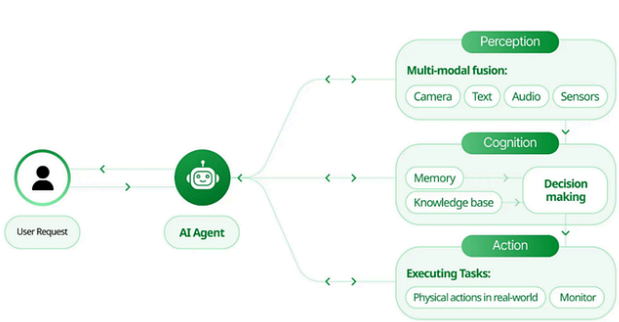 Perception
Multi-modal fusion:
Camera Text Audio Sensors
Cognition
Memory
Knowledge base
Decision
making
User Request
AI Agent
Action
Executing Tasks:
Physical actions in real-world Monitor